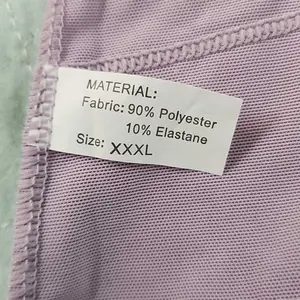 MATERIAL:
Fabric: 90% Polyester
10% Elastane
Size: XXXL